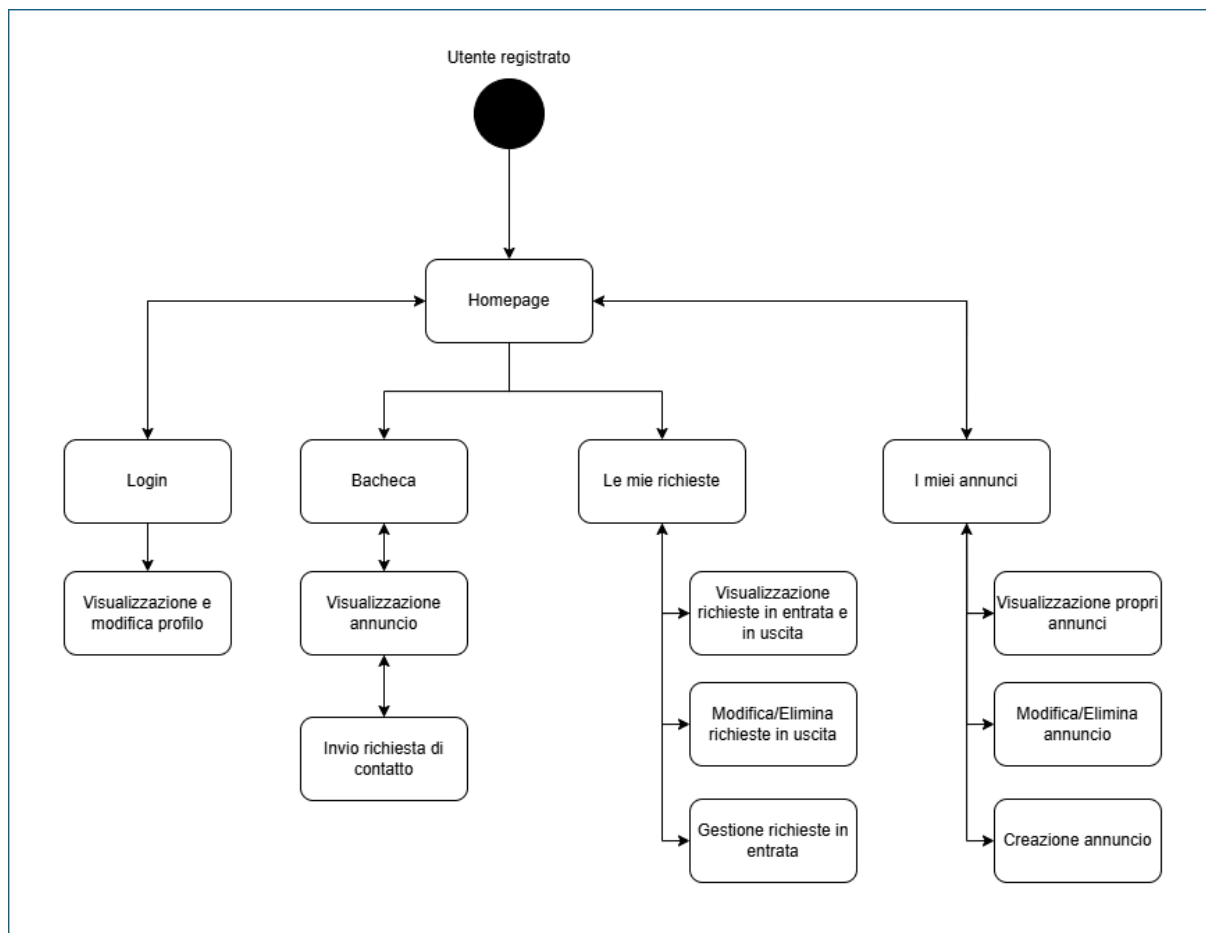 Utente registrato
Homepage
Login
Bacheca
Le mie richieste
I miei annunci
Visualizzazione e
modifica profilo
Visualizzazione
annuncio
Visualizzazione
richieste in entrata e
in uscita
Visualizzazione propri
annunci
Invio richiesta di
contatto
Modifica/Elimina
richieste in uscita
Modifica/Elimina
annuncio
Gestione richieste in
entrata
Creazione annuncio